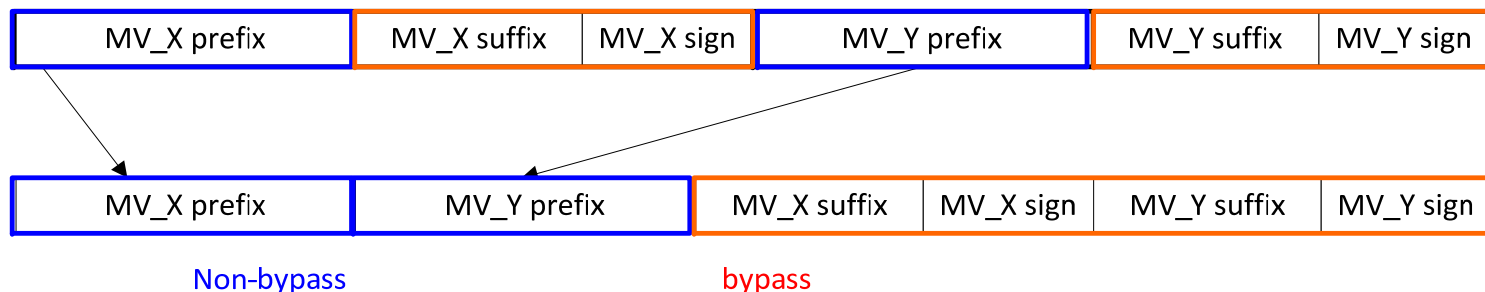 MV_X prefix MV_X suffix MV_X sign MV_Y prefix MV_Y suffix MV_Y sign
MV_X prefix MV_Y prefix MV_X suffix MV_X sign MV_Y suffix MV_Y sign
Non-bypass bypass